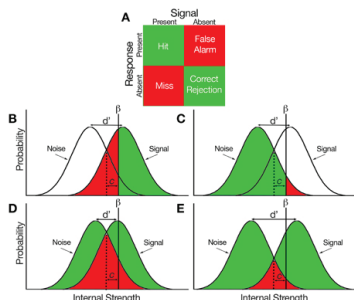 Signal
A Present Absent
Response
Present Hit False Alarm
Absent Miss Correct Rejection
B β C β
d' d'
Probability Noise Signal Noise Signal
c c
D β E β
d' d'
Probability Noise Signal Noise Signal
c c
Internal Strength Internal Strength